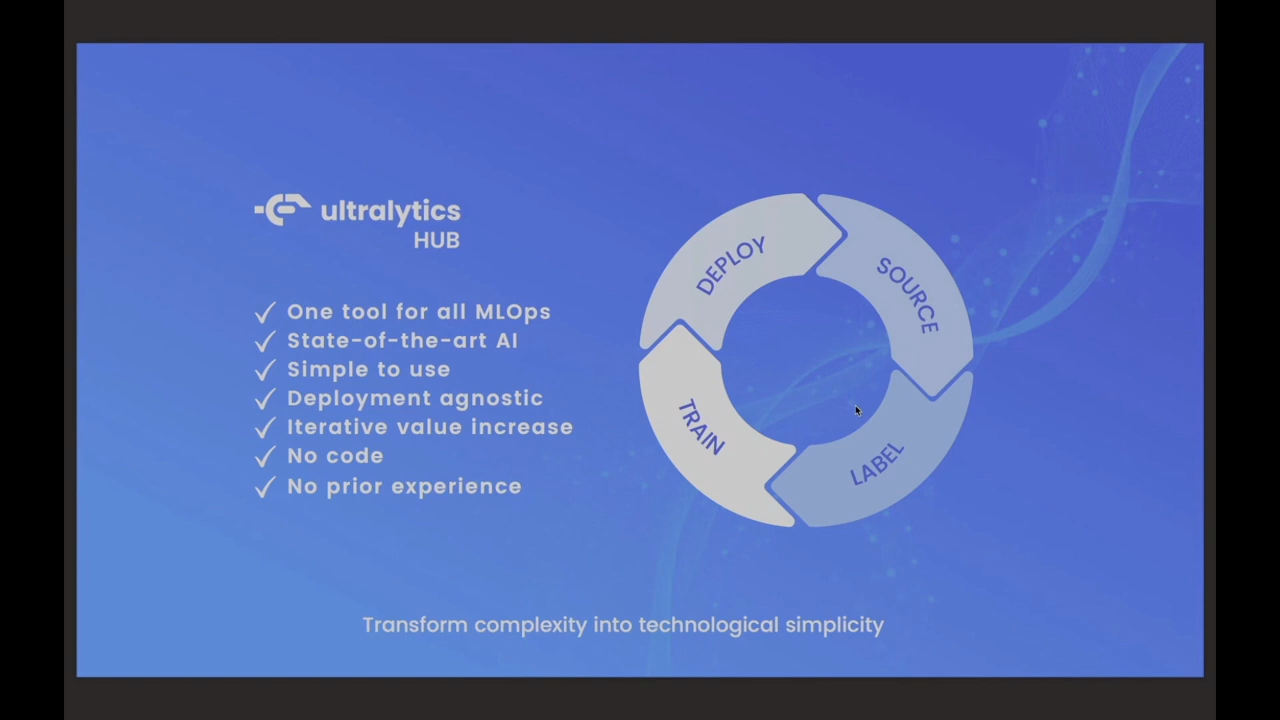 ultralytics
HUB
One tool for all MLOps
State-of-the-art AI
Simple to use
Deployment agnostic
Iterative value increase
No code
No prior experience
DEPLOY
SOURCE
TRAIN
LABEL
Transform complexity into technological simplicity